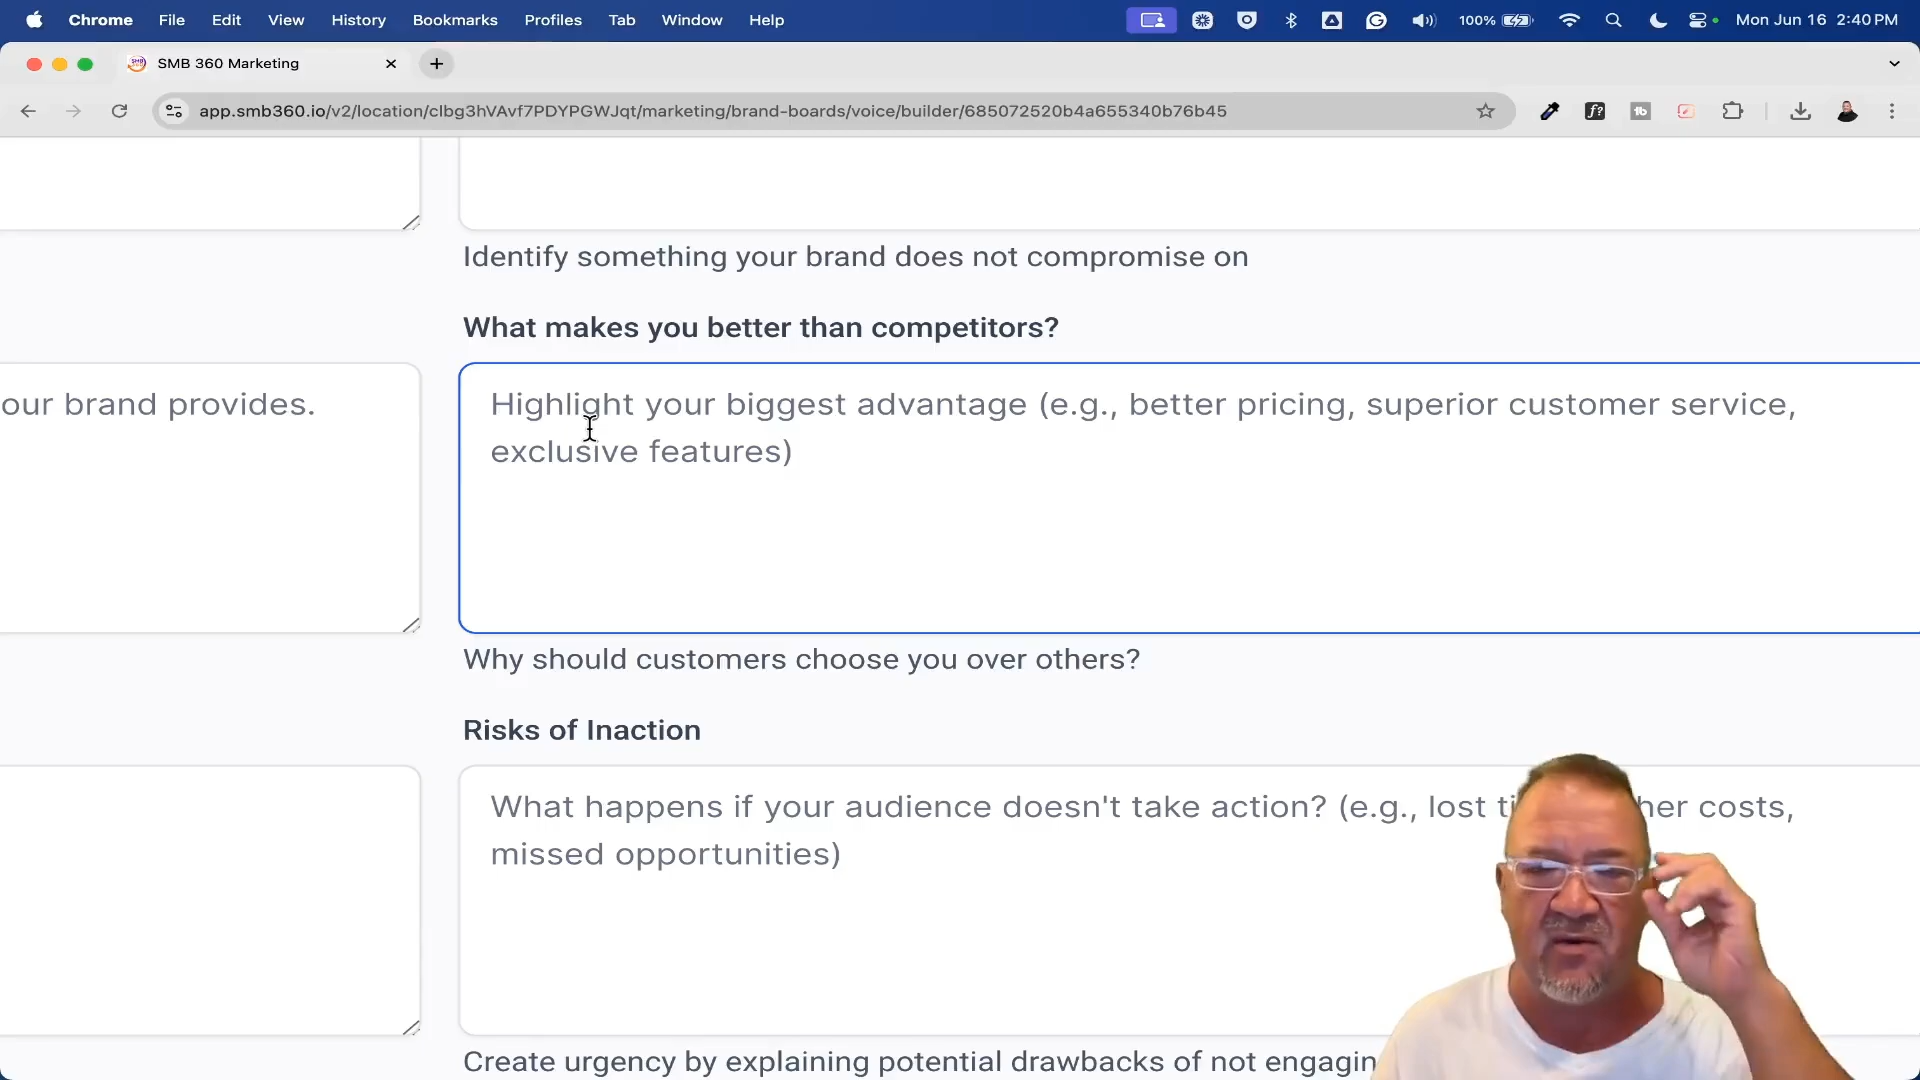 Chrome File Edit View History Bookmarks Profiles Tab Window Help 100% Mon Jun 16 2:40 PM
SMB 360 Marketing
app.smb360.io/v2/location/clbg3hVAvf7PDYPGWJqt/marketing/brand-boards/voice/builder/685072520b4a655340b76b45
Identify something your brand does not compromise on
What makes you better than competitors?
our brand provides.
Highlight your biggest advantage (e.g., better pricing, superior customer service,
exclusive features)
Why should customers choose you over others?
Risks of Inaction
What happens if your audience doesn't take action? (e.g., lost costs,
missed opportunities)
Create urgency by explaining potential drawbacks of not